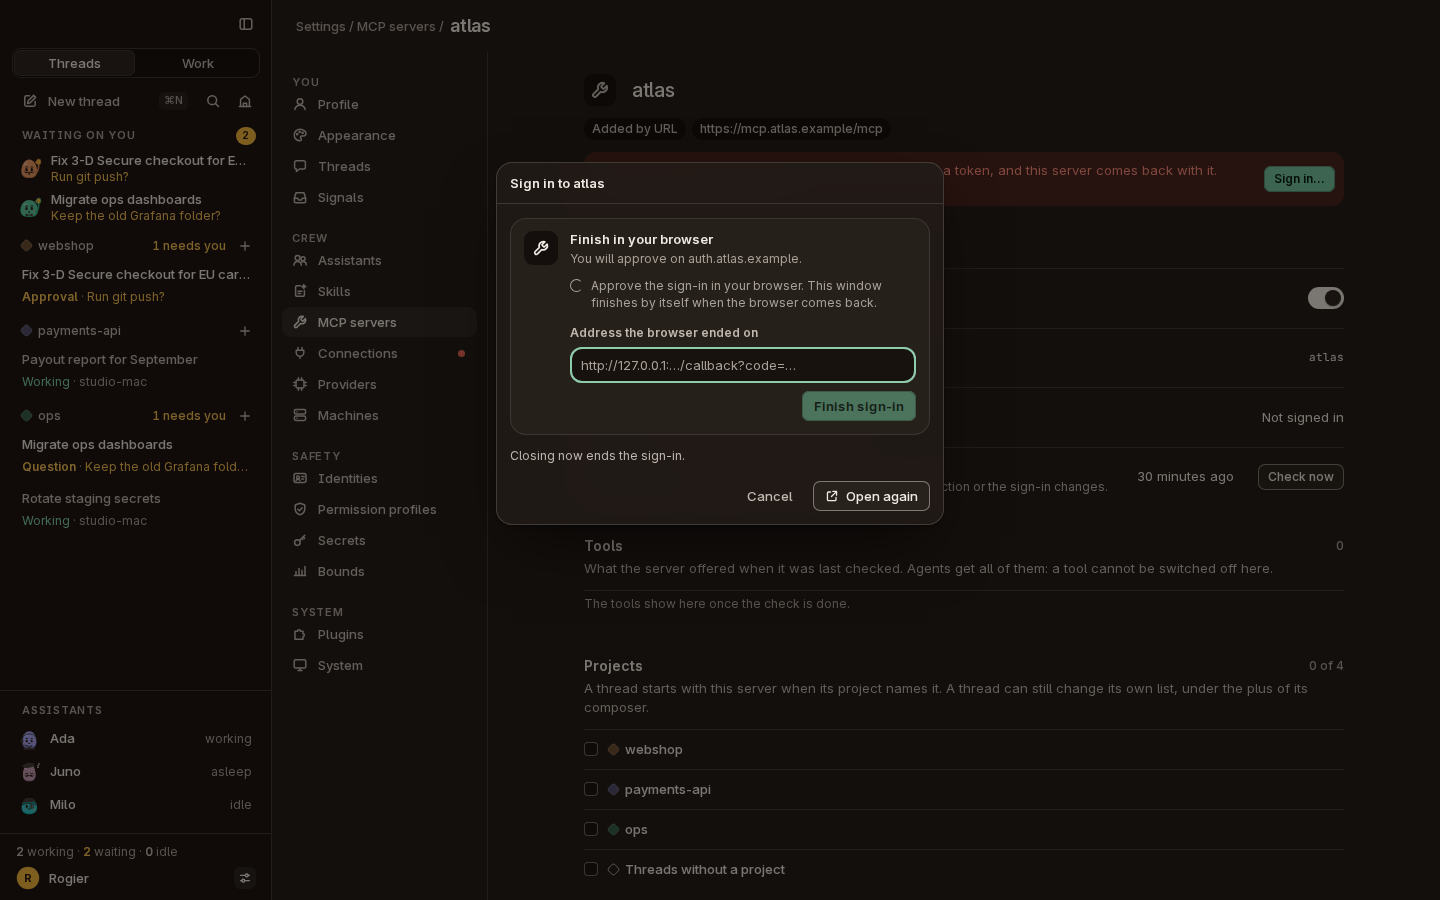 Settings / MCP servers / atlas
Threads
Work
New thread
⌘N
WAITING ON YOU
2
Fix 3-D Secure checkout for E…
Run git push?
Migrate ops dashboards
Keep the old Grafana folder?
webshop
1 needs you
Fix 3-D Secure checkout for EU car…
Approval · Run git push?
payments-api
Payout report for September
Working · studio-mac
ops
1 needs you
Migrate ops dashboards
Question · Keep the old Grafana fold…
Rotate staging secrets
Working · studio-mac
ASSISTANTS
Ada
working
Juno
asleep
Milo
idle
2 working · 2 waiting · 0 idle
R
Rogier
YOU
Profile
Appearance
Threads
Signals
CREW
Assistants
Skills
MCP servers
Connections
Providers
Machines
SAFETY
Identities
Permission profiles
Secrets
Bounds
SYSTEM
Plugins
System
atlas
Added by URL
https://mcp.atlas.example/mcp
a token, and this server comes back with it.
Sign in…
Sign in to atlas
Finish in your browser
You will approve on auth.atlas.example.
Approve the sign-in in your browser. This window
finishes by itself when the browser comes back.
Address the browser ended on
http://127.0.0.1:…/callback?code=…
Finish sign-in
Closing now ends the sign-in.
Cancel
Open again
atlas
Not signed in
or the sign-in changes.
30 minutes ago
Check now
Tools
0
What the server offered when it was last checked. Agents get all of them: a tool cannot be switched off here.
The tools show here once the check is done.
Projects
0 of 4
A thread starts with this server when its project names it. A thread can still change its own list, under the plus of its
composer.
webshop
payments-api
ops
Threads without a project